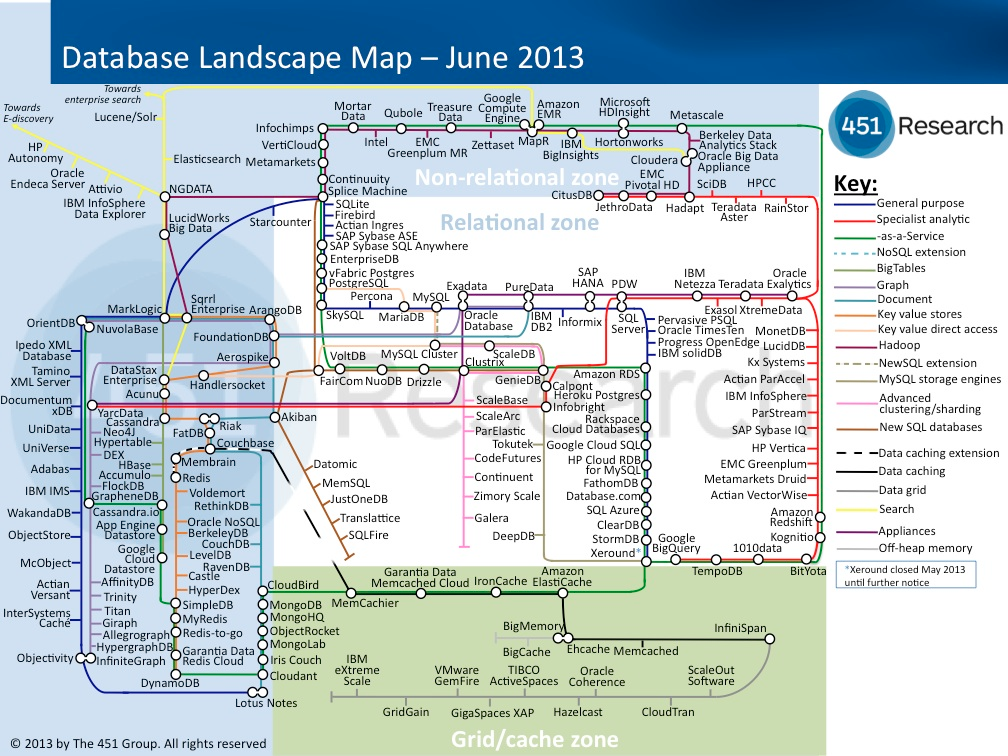 Database Landscape Map – June 2013
451 Research
Key:
General purpose
Specialist analytic
-as-a-Service
NoSQL extension
BigTables
Graph
Document
Key value stores
Key value direct access
Hadoop
NewSQL extension
MySQL storage engines
Advanced
clustering/sharding
New SQL databases
Data caching extension
Data caching
Data grid
Search
Appliances
Off-heap memory
*Xeround closed May 2013
until further notice
Towards
enterprise search
Towards
E-discovery
Lucene/Solr
HP
Autonomy
Elasticsearch
Oracle
Endeca Server
Attivio
IBM InfoSphere
Data Explorer
NGDATA
LucidWorks
Big Data
Starcounter
Infochimps
VertiCloud
Metamarkets
Continuity
Splice Machine
Mortar
Data
Qubole
Treasure
Data
Google
Compute
Engine
Amazon
EMR
Microsoft
HDInsight
Metascale
Intel
EMC
Greenplum MR
Zettaset
MapR
IBM
BigInsights
Hortonworks
Cloudera
Berkeley Data
Analytics Stack
Oracle Big Data
Appliance
EMC
Pivotal HD
SciDB
HPCC
CitusDB
JethroData
Hadapt
Teradata
Aster
RainStor
Non-relational zone
Relational zone
SQLite
Firebird
Actian Ingres
SAP Sybase ASE
SAP Sybase SQL Anywhere
EnterpriseDB
vFabric Postgres
PostgreSQL
Percona
SkySQL
MariaDB
MySQL
Exadata
Oracle
Database
PureData
IBM
DB2
SAP
HANA
Informix
PDW
SQL
Server
IBM
Netezza
Teradata
Oracle
Exalytics
Exasol
XtremeData
Pervasive PSQL
Oracle TimesTen
Progress OpenEdge
IBM solidDB
MonetDB
LucidDB
Kx Systems
Actian ParAccel
IBM InfoSphere
ParStream
SAP Sybase IQ
HP Vertica
EMC Greenplum
Metamarkets Druid
Actian VectorWise
Amazon
Redshift
Kognitio
BitYota
1010data
TempoDB
Google
BigQuery
MarkLogic
Sqrrl
Enterprise
ArangoDB
OrientDB
NuvolaBase
FoundationDB
Aerospike
Ipedo XML
Database
Tamino
XML Server
Documentum
xDB
DataStax
Enterprise
Acunu
Handlersocket
YarcData
Cassandra
Neo4J
Hypertable
DEX
HBase
Accumulo
FlockDB
GrapheneDB
Cassandra.io
App Engine
Datastore
Google
Cloud
Datastore
AffinityDB
Trinity
Titan
Giraph
Allegrograph
HypergraphDB
InfiniteGraph
UniData
UniVerse
Adabas
IBM IMS
WakandaDB
ObjectStore
McObject
Actian
Versant
InterSystems
Caché
Objectivity
Riak
FatDB
Couchbase
Akiban
Membrain
Redis
Voldemort
RethinkDB
Oracle NoSQL
BerkeleyDB
CouchDB
LevelDB
RavenDB
Castle
HyperDex
CloudBird
SimpleDB
MyRedis
Redis-to-go
Garantia Data
Redis Cloud
DynamoDB
MongoDB
MongoHQ
ObjectRocket
MongoLab
Iris Couch
Cloudant
Lotus Notes
VoltDB
MySQL Cluster
Clustrix
ScaleDB
GenieDB
FairCom
NuoDB
Drizzle
ScaleBase
ScaleArc
ParElastic
Tokutek
CodeFutures
Continuent
Zimory Scale
Galera
DeepDB
Datomic
MemSQL
JustOneDB
Translattice
SQLFire
Calpont
Infobright
Amazon RDS
Heroku Postgres
Rackspace
Cloud Databases
Google Cloud SQL
HP Cloud RDB
for MySQL
FathomDB
Database.com
SQL Azure
ClearDB
StormDB
Xeround*
MemCachier
Garantia Data
Memcached Cloud
IronCache
Amazon
ElastiCache
BigMemory
BigCache
Ehcache
Memcached
InfiniSpan
IBM
eXtreme
Scale
VMware
GemFire
TIBCO
ActiveSpaces
Oracle
Coherence
ScaleOut
Software
GridGain
GigaSpaces XAP
Hazelcast
CloudTran
Grid/cache zone
451 Research
© 2013 by The 451 Group. All rights reserved